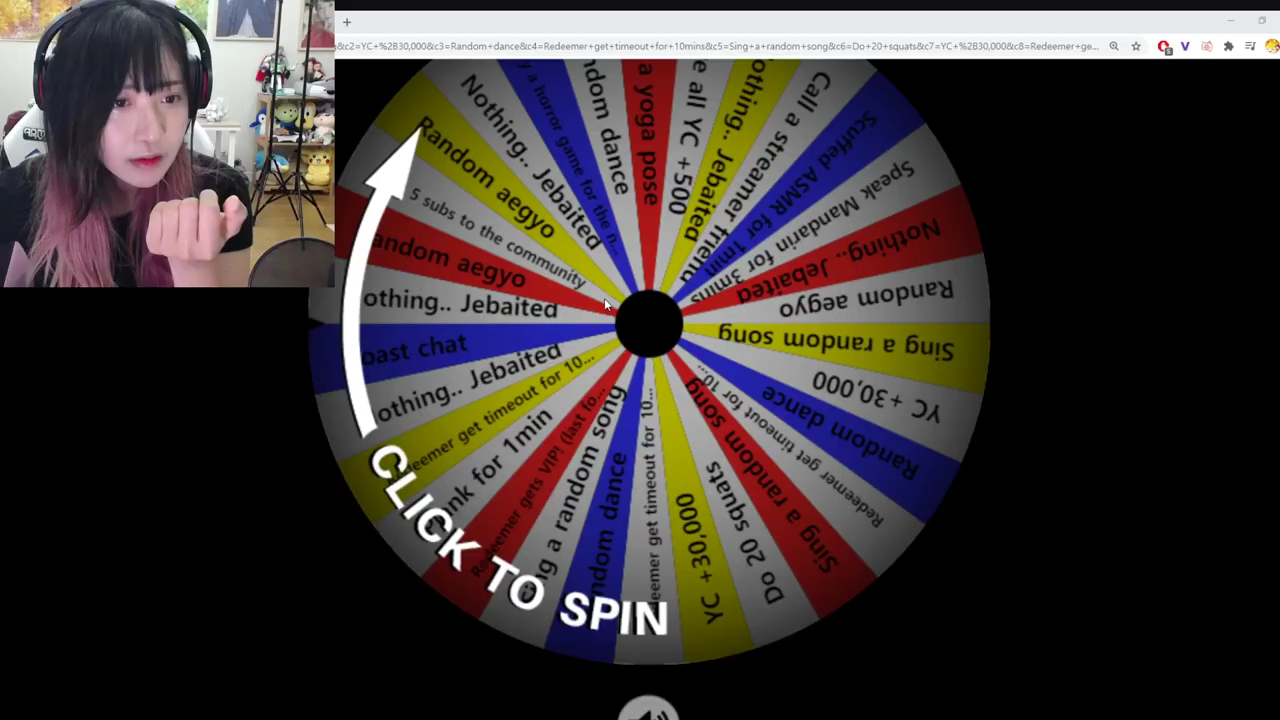 &c2=YC+%2B30,000&c3=Random+dance&c4=Redeemer+get+timeout+for+10mins&c5=Sing+a+random+song&c6=Do+20+squats&c7=YC+%2B30,000&c8=Redeemer+ge...
a yoga pose
e all YC +500
othing.. Jebaited
Call a streamer friend
Scuffed ASMR for 1min
Speak Mandarin for 3mins
Nothing.. Jebaited
Random aegyo
Sing a random song
YC + 30,000
Random dance
Redeemer get timeout for 10...
Sing a random song
Do 20 squats
YC + 30,000
eemer get timeout for 10...
ndom dance
ng a random song
Redeemer gets VIP! (last fo...
ank for 1min
deemer get timeout for 10...
othing.. Jebaited
oast chat
othing.. Jebaited
andom aegyo
5 subs to the community
Random aegyo
Nothing.. Jebaited
y a horror game for the n...
ndom dance
CLICK TO SPIN